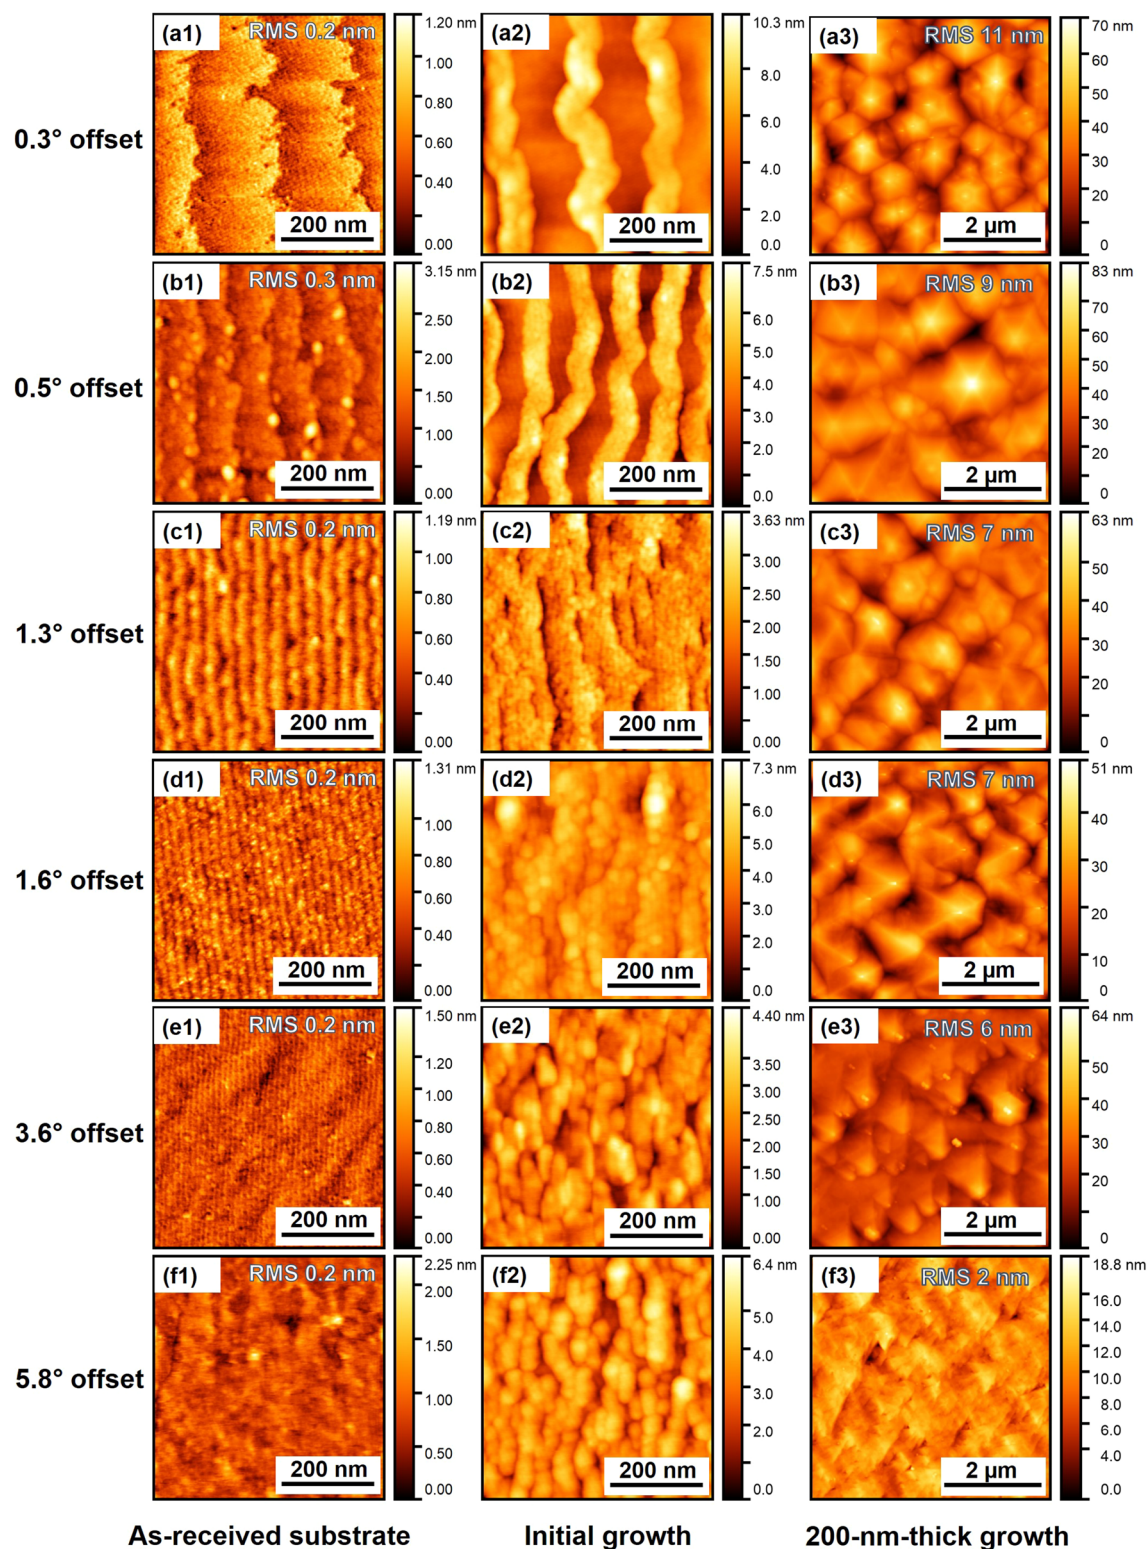 (a1)
RMS 0.2 nm
200 nm
1.20 nm
1.00
0.80
0.60
0.40
0.00
(a2)
10.3 nm
8.0
6.0
4.0
2.0
0.0
(a3)
RMS 11 nm
2 µm
70 nm
60
50
40
30
20
0
0.3° offset
(b1)
RMS 0.3 nm
200 nm
3.15 nm
2.50
2.00
1.50
1.00
0.00
(b2)
200 nm
7.5 nm
6.0
5.0
4.0
3.0
2.0
0.0
(b3)
RMS 9 nm
2 µm
83 nm
70
60
50
40
30
20
0
0.5° offset
(c1)
RMS 0.2 nm
200 nm
1.19 nm
1.00
0.80
0.60
0.40
0.00
(c2)
200 nm
3.63 nm
3.00
2.50
2.00
1.50
1.00
0.00
(c3)
RMS 7 nm
2 µm
63 nm
50
40
30
20
0
1.3° offset
(d1)
RMS 0.2 nm
200 nm
1.31 nm
1.00
0.80
0.60
0.40
0.00
(d2)
200 nm
7.3 nm
6.0
5.0
4.0
3.0
2.0
0.0
(d3)
RMS 7 nm
2 µm
51 nm
40
30
20
10
0
1.6° offset
(e1)
RMS 0.2 nm
200 nm
1.50 nm
1.20
1.00
0.80
0.60
0.40
0.00
(e2)
200 nm
4.40 nm
3.50
3.00
2.50
2.00
1.50
1.00
0.00
(e3)
RMS 6 nm
2 µm
64 nm
50
40
30
20
0
3.6° offset
(f1)
RMS 0.2 nm
200 nm
2.25 nm
2.00
1.50
1.00
0.50
0.00
(f2)
200 nm
6.4 nm
5.0
4.0
3.0
2.0
0.0
(f3)
RMS 2 nm
2 µm
18.8 nm
16.0
14.0
12.0
10.0
8.0
6.0
4.0
0.0
5.8° offset
200 nm
As-received substrate
Initial growth
200-nm-thick growth